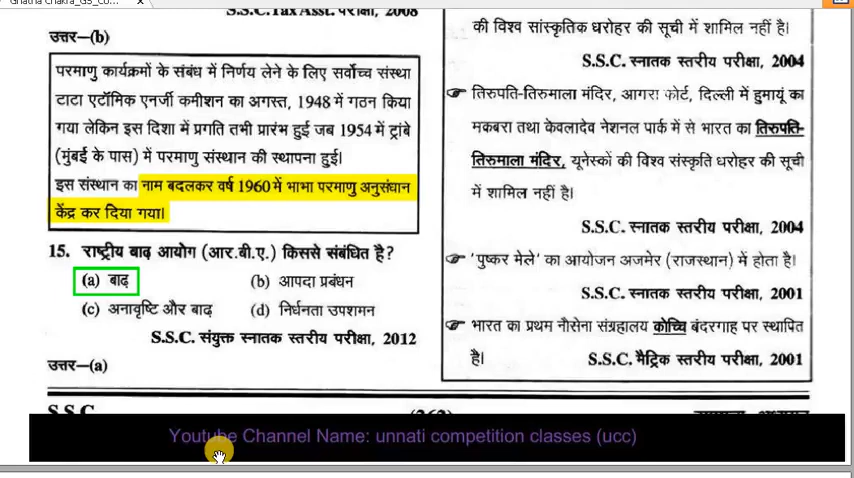 Ghatna Chakra_GS_Co...
S.S.C.Tax Asst. परीक्षा, 2008
उत्तर–(b)
परमाणु कार्यक्रमों के संबंध में निर्णय लेने के लिए सर्वोच्च संस्था
टाटा एटॉमिक एनर्जी कमीशन का अगस्त, 1948 में गठन किया
गया लेकिन इस दिशा में प्रगति तभी प्रारंभ हुई जब 1954 में ट्रांबे
(मुंबई के पास) में परमाणु संस्थान की स्थापना हुई।
इस संस्थान का नाम बदलकर वर्ष 1960 में भाभा परमाणु अनुसंधान
केंद्र कर दिया गया।
15. राष्ट्रीय बाढ़ आयोग (आर.बी.ए.) किससे संबंधित है?
(a) बाढ़ (b) आपदा प्रबंधन
(c) अनावृष्टि और बाढ़ (d) निर्धनता उपशमन
S.S.C. संयुक्त स्नातक स्तरीय परीक्षा, 2012
उत्तर–(a)
की विश्व सांस्कृतिक धरोहर की सूची में शामिल नहीं है।
S.S.C. स्नातक स्तरीय परीक्षा, 2004
☞ तिरुपति-तिरुमाला मंदिर, आगरा फोर्ट, दिल्ली में हुमायूं का
मकबरा तथा केवलादेव नेशनल पार्क में से भारत का तिरुपति-
तिरुमाला मंदिर, यूनेस्कों की विश्व संस्कृति धरोहर की सूची
में शामिल नहीं है।
S.S.C. स्नातक स्तरीय परीक्षा, 2004
☞ 'पुष्कर मेले' का आयोजन अजमेर (राजस्थान) में होता है।
S.S.C. स्नातक स्तरीय परीक्षा, 2001
☞ भारत का प्रथम नौसेना संग्रहालय कोच्चि बंदरगाह पर स्थापित
है। S.S.C. मैट्रिक स्तरीय परीक्षा, 2001
S.S.C. (262) सामान्य अध्ययन
Youtube Channel Name: unnati competition classes (ucc)